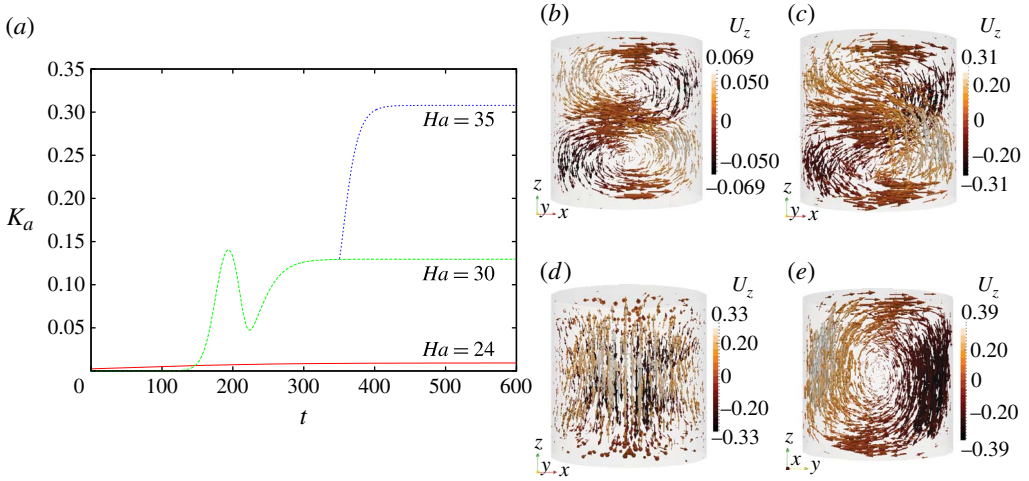 (a)
0.35
0.30
0.25
0.20
0.15
0.10
0.05
K_a
Ha = 35
Ha = 30
Ha = 24
0 100 200 300 400 500 600
t
(b)
U_z
0.069
0.050
0
−0.050
−0.069
z
y x
(c)
U_z
0.31
0.20
0
−0.20
−0.31
z
y x
(d)
U_z
0.33
0.20
0
−0.20
−0.33
z
y x
(e)
U_z
0.39
0.20
0
−0.20
−0.39
z
x y